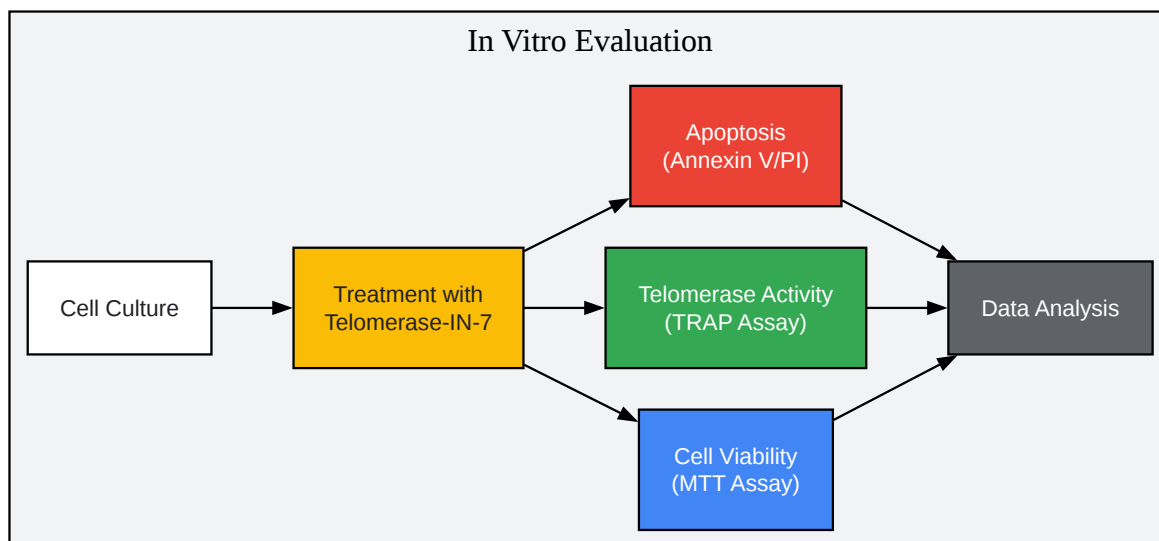 In Vitro Evaluation
Cell Culture
Treatment with
Telomerase-IN-7
Apoptosis
(Annexin V/PI)
Telomerase Activity
(TRAP Assay)
Cell Viability
(MTT Assay)
Data Analysis